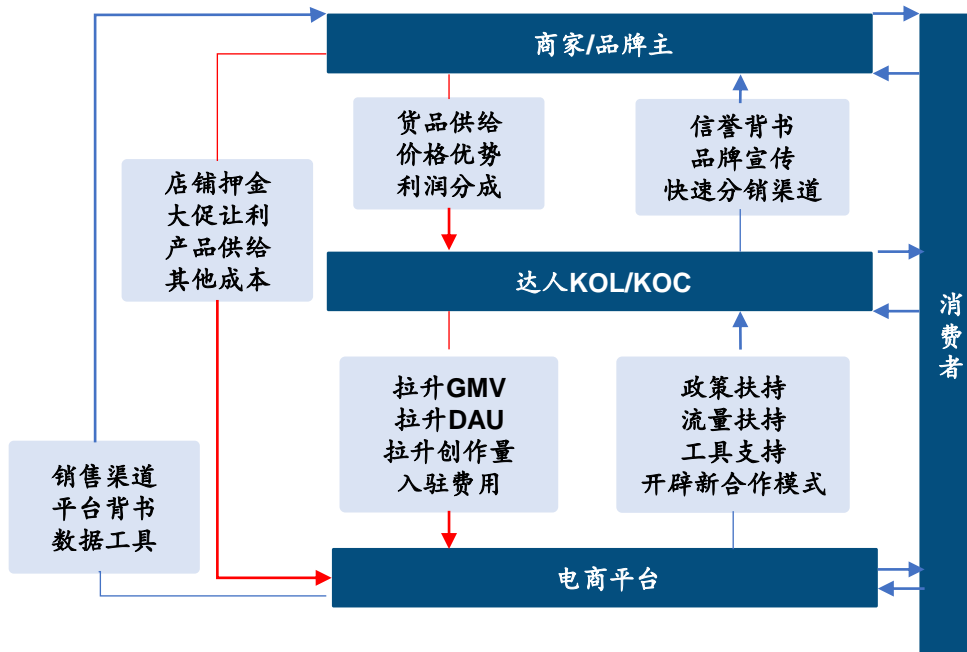 商家/品牌主
货品供给
价格优势
利润分成
信誉背书
品牌宣传
快速分销渠道
店铺押金
大促让利
产品供给
其他成本
达人KOL/KOC
消费者
拉升GMV
拉升DAU
拉升创作量
入驻费用
政策扶持
流量扶持
工具支持
开辟新合作模式
销售渠道
平台背书
数据工具
电商平台